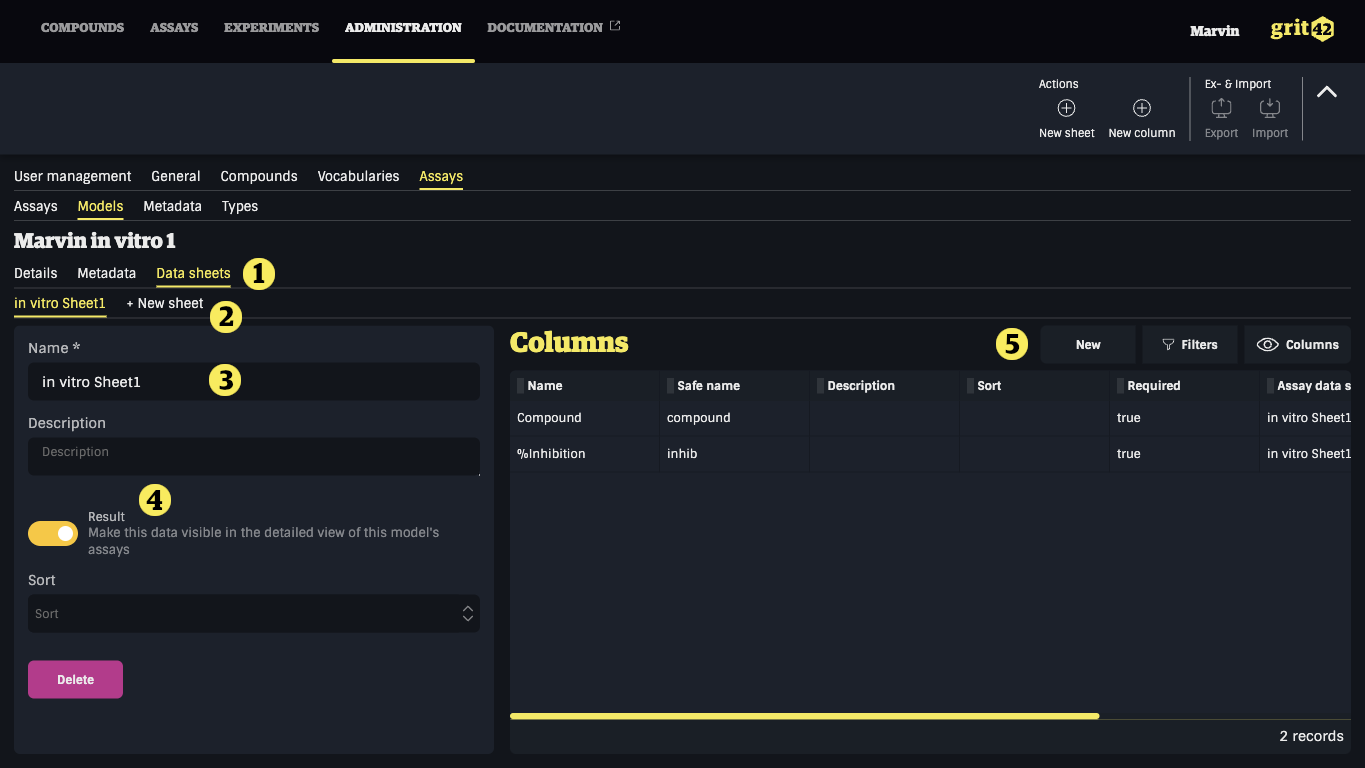 COMPOUNDS ASSAYS EXPERIMENTS ADMINISTRATION DOCUMENTATION Marvin grit42
Actions Ex- & Import
New sheet New column Export Import
User management General Compounds Vocabularies Assays
Assays Models Metadata Types
Marvin in vitro 1
Details Metadata Data sheets 1
in vitro Sheet1 + New sheet 2
Name *
in vitro Sheet1 3
Description
Description
4
Result
Make this data visible in the detailed view of this model's
assays
Sort
Sort
Delete
Columns 5 New Filters Columns
Name Safe name Description Sort Required Assay data s
Compound compound true in vitro Sheet1
%Inhibition inhib true in vitro Sheet1
2 records